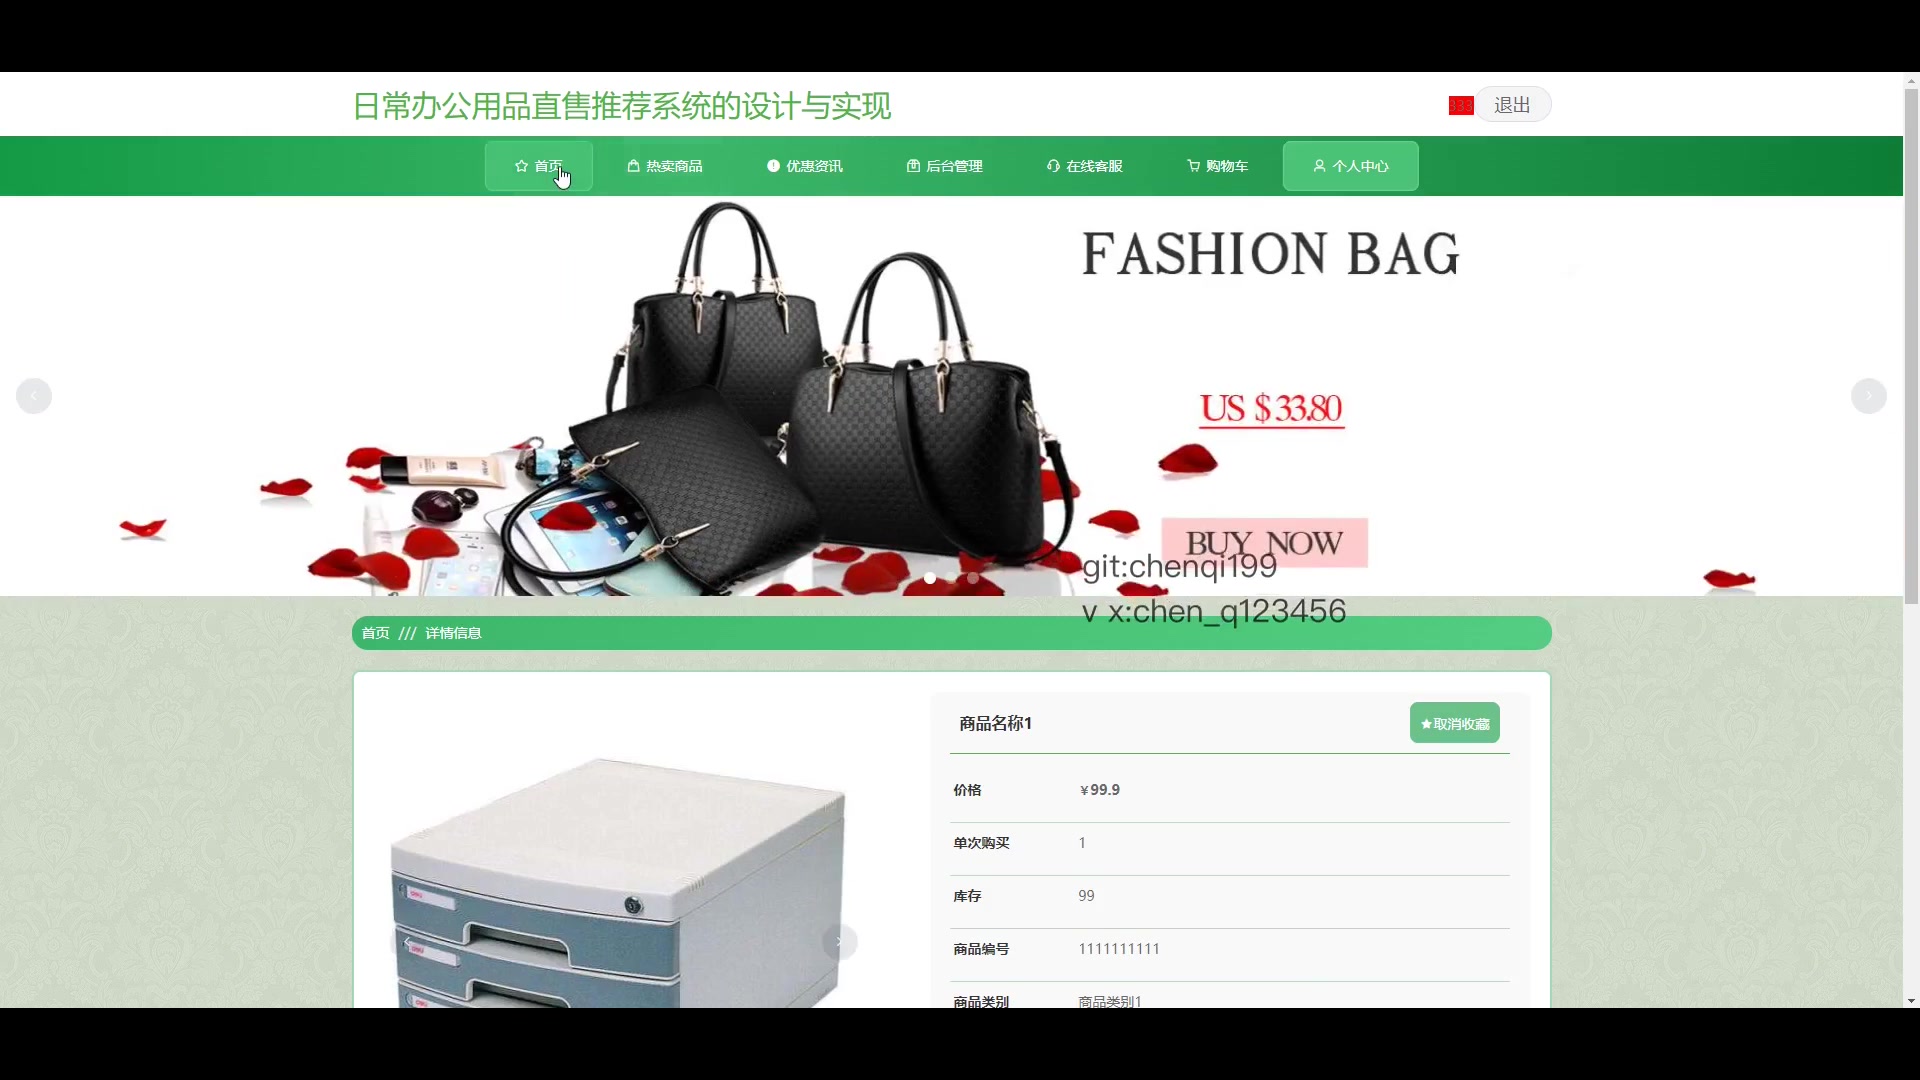 日常办公用品直售推荐系统的设计与实现
333 退出
首页 热卖商品 优惠资讯 后台管理 在线客服 购物车 个人中心
FASHION BAG
US $33.80
BUY NOW
git:chenqi199
v x:chen_q123456
首页 /// 详情信息
商品名称1 取消收藏
价格 ￥99.9
单次购买 1
库存 99
商品编号 1111111111
商品类别 商品类别1